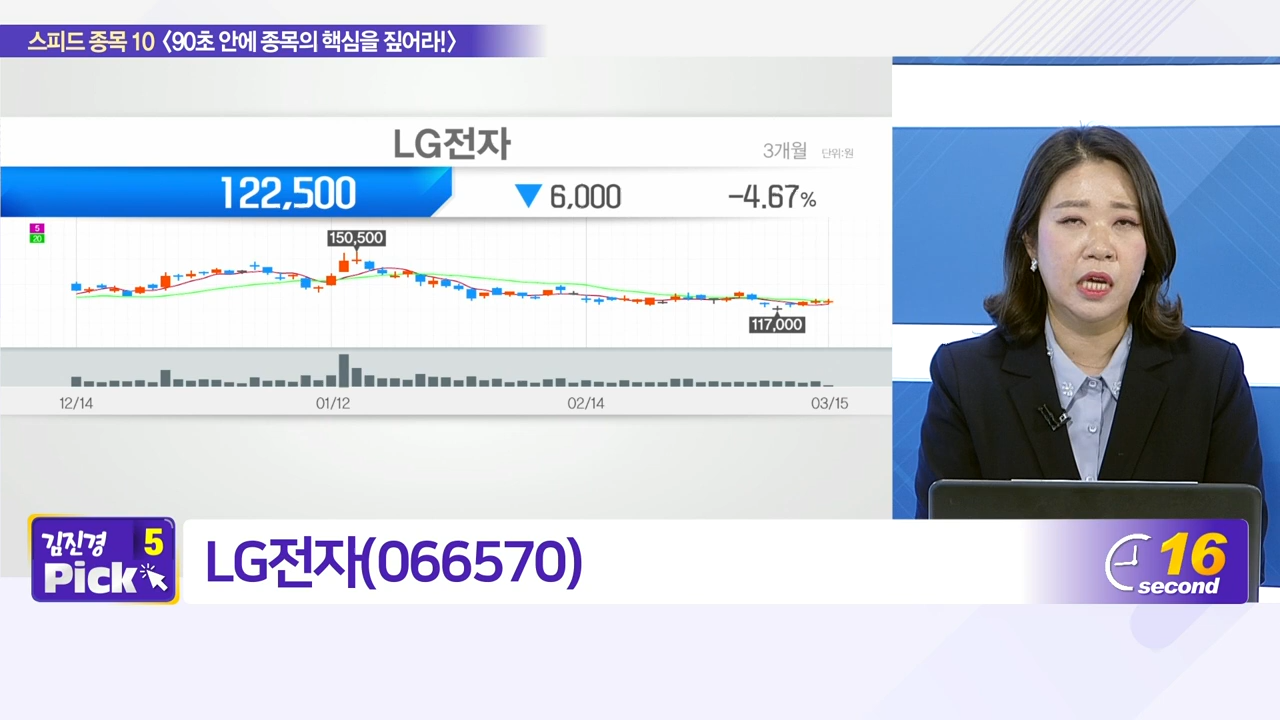 스피드 종목 10 〈90초 안에 종목의 핵심을 짚어라!〉
LG전자
3개월 단위:원
122,500 ▼ 6,000 -4.67%
5
20
150,500
117,000
12/14 01/12 02/14 03/15
김진경 5
Pick
LG전자(066570)
16
second